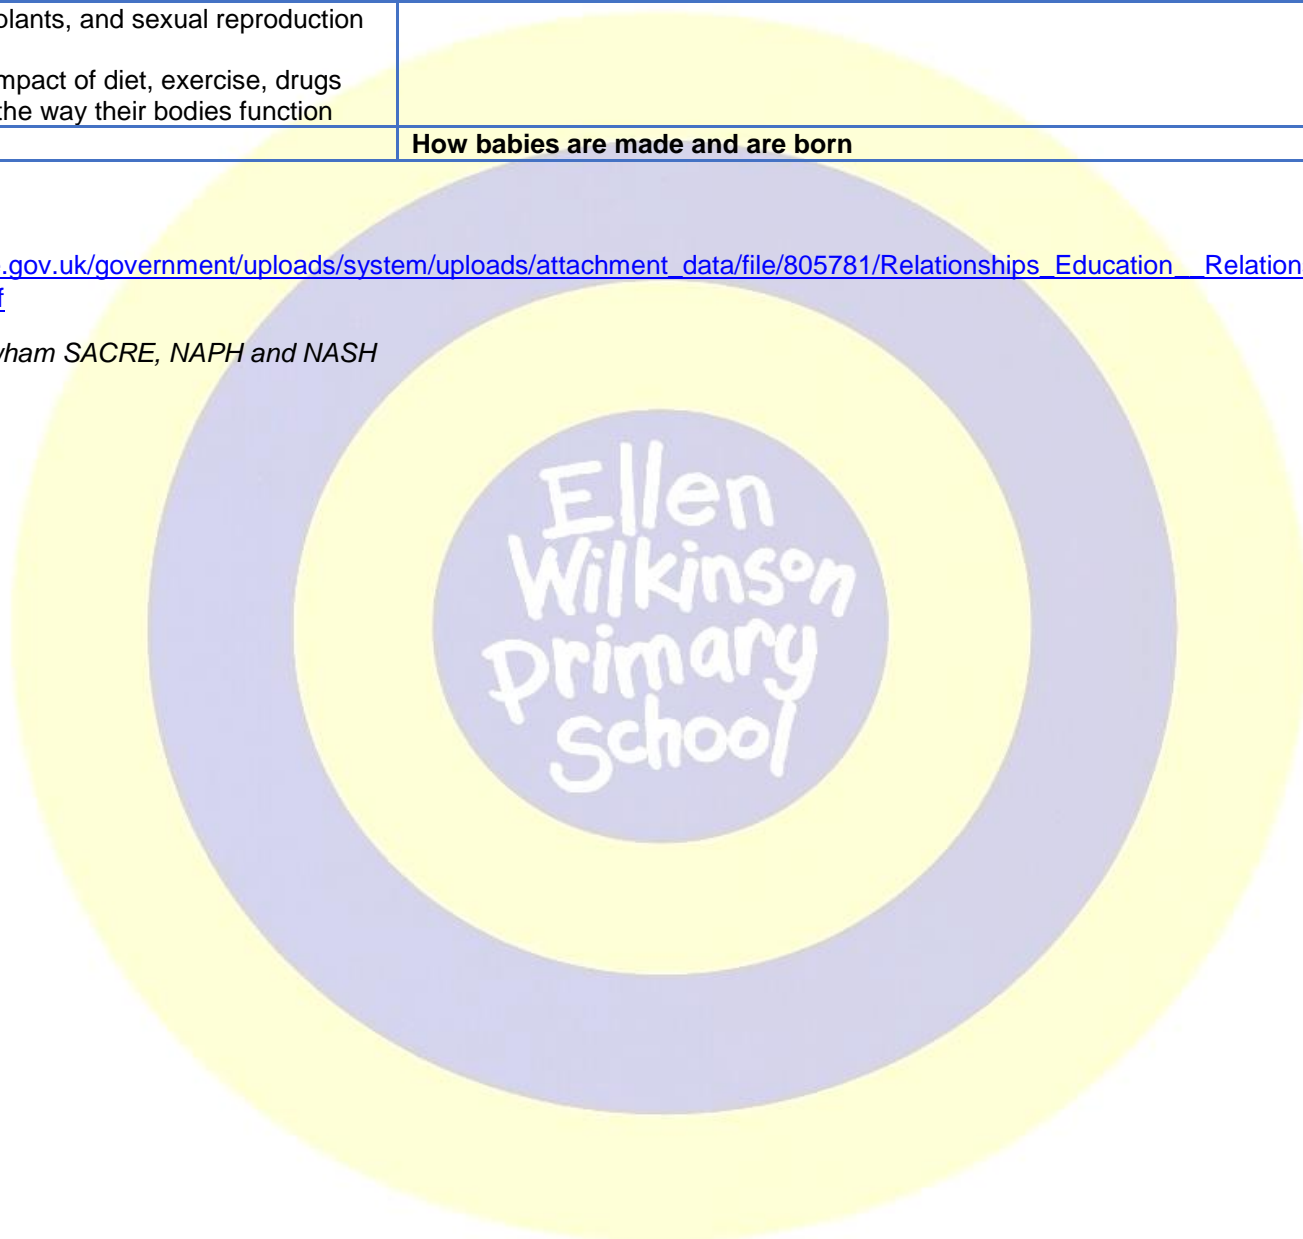 plants, and sexual reproduction
mpact of diet, exercise, drugs
the way their bodies function
How babies are made and are born
.gov.uk/government/uploads/system/uploads/attachment_data/file/805781/Relationships_Education__Relation
f
ham SACRE, NAPH and NASH
Ellen
Wilkinson
primary
School